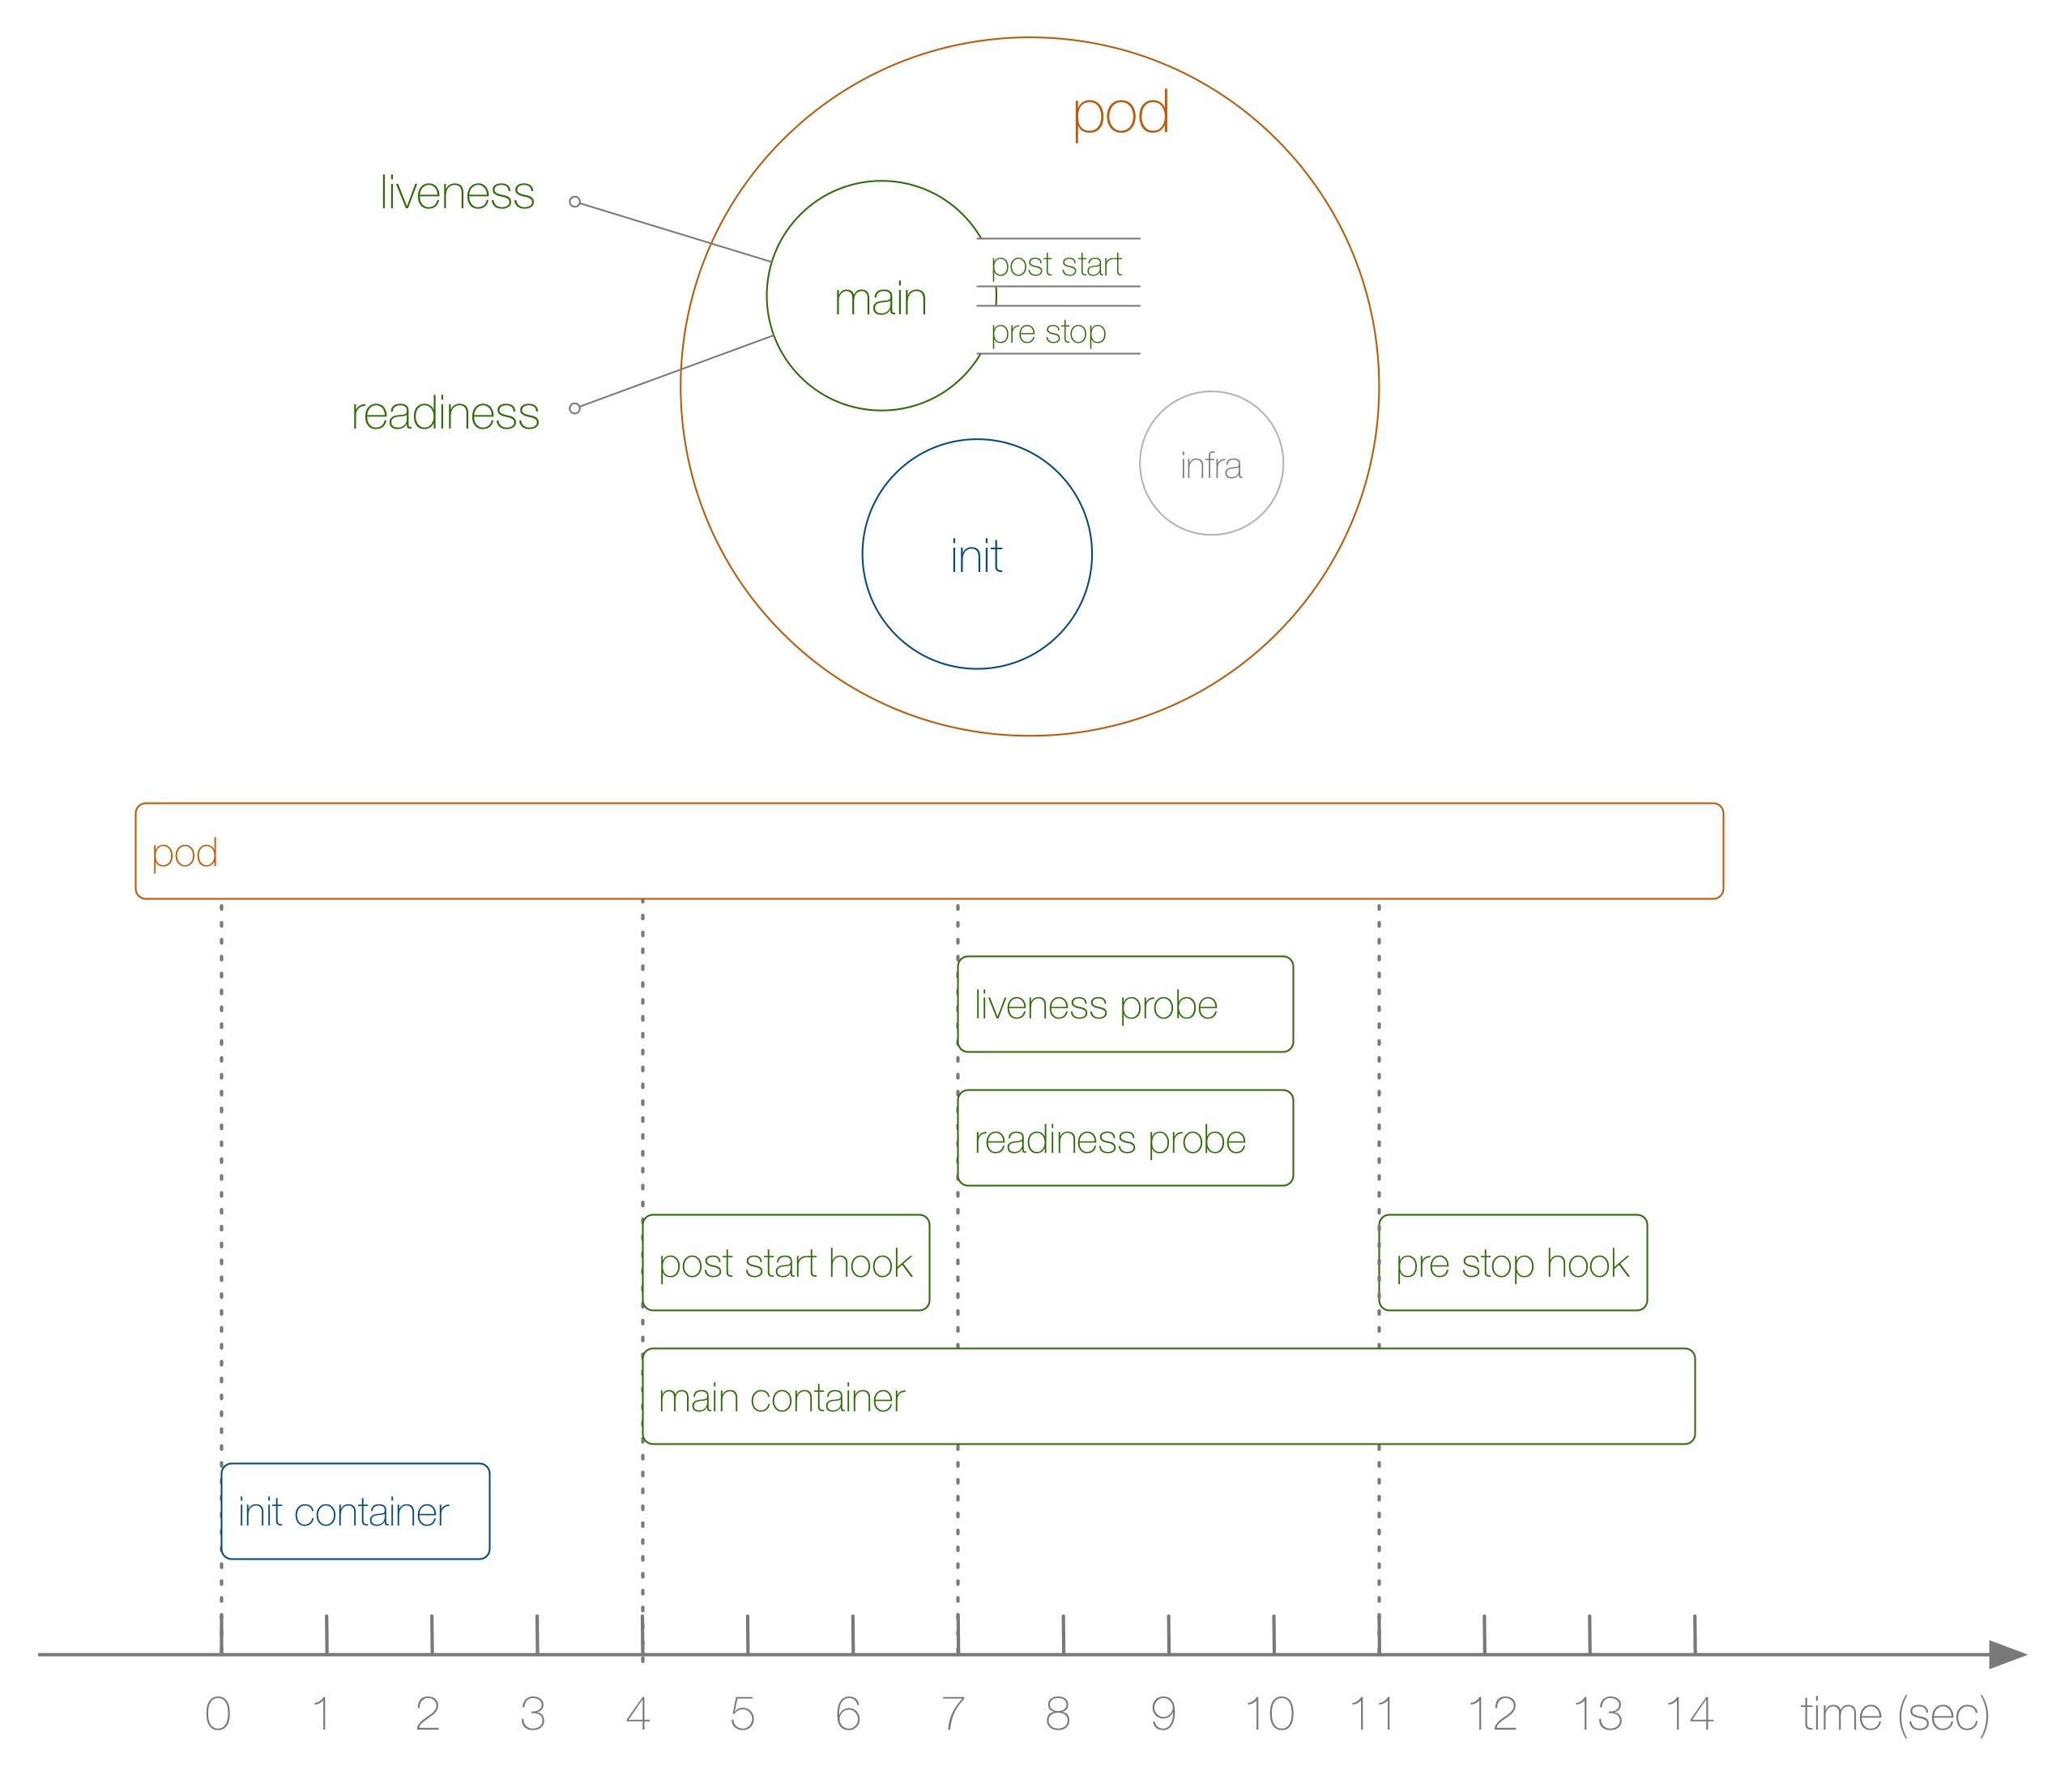 pod
liveness
post start
main
pre stop
readiness
infra
init
pod
liveness probe
readiness probe
post start hook
pre stop hook
main container
init container
0 1 2 3 4 5 6 7 8 9 10 11 12 13 14 time (sec)